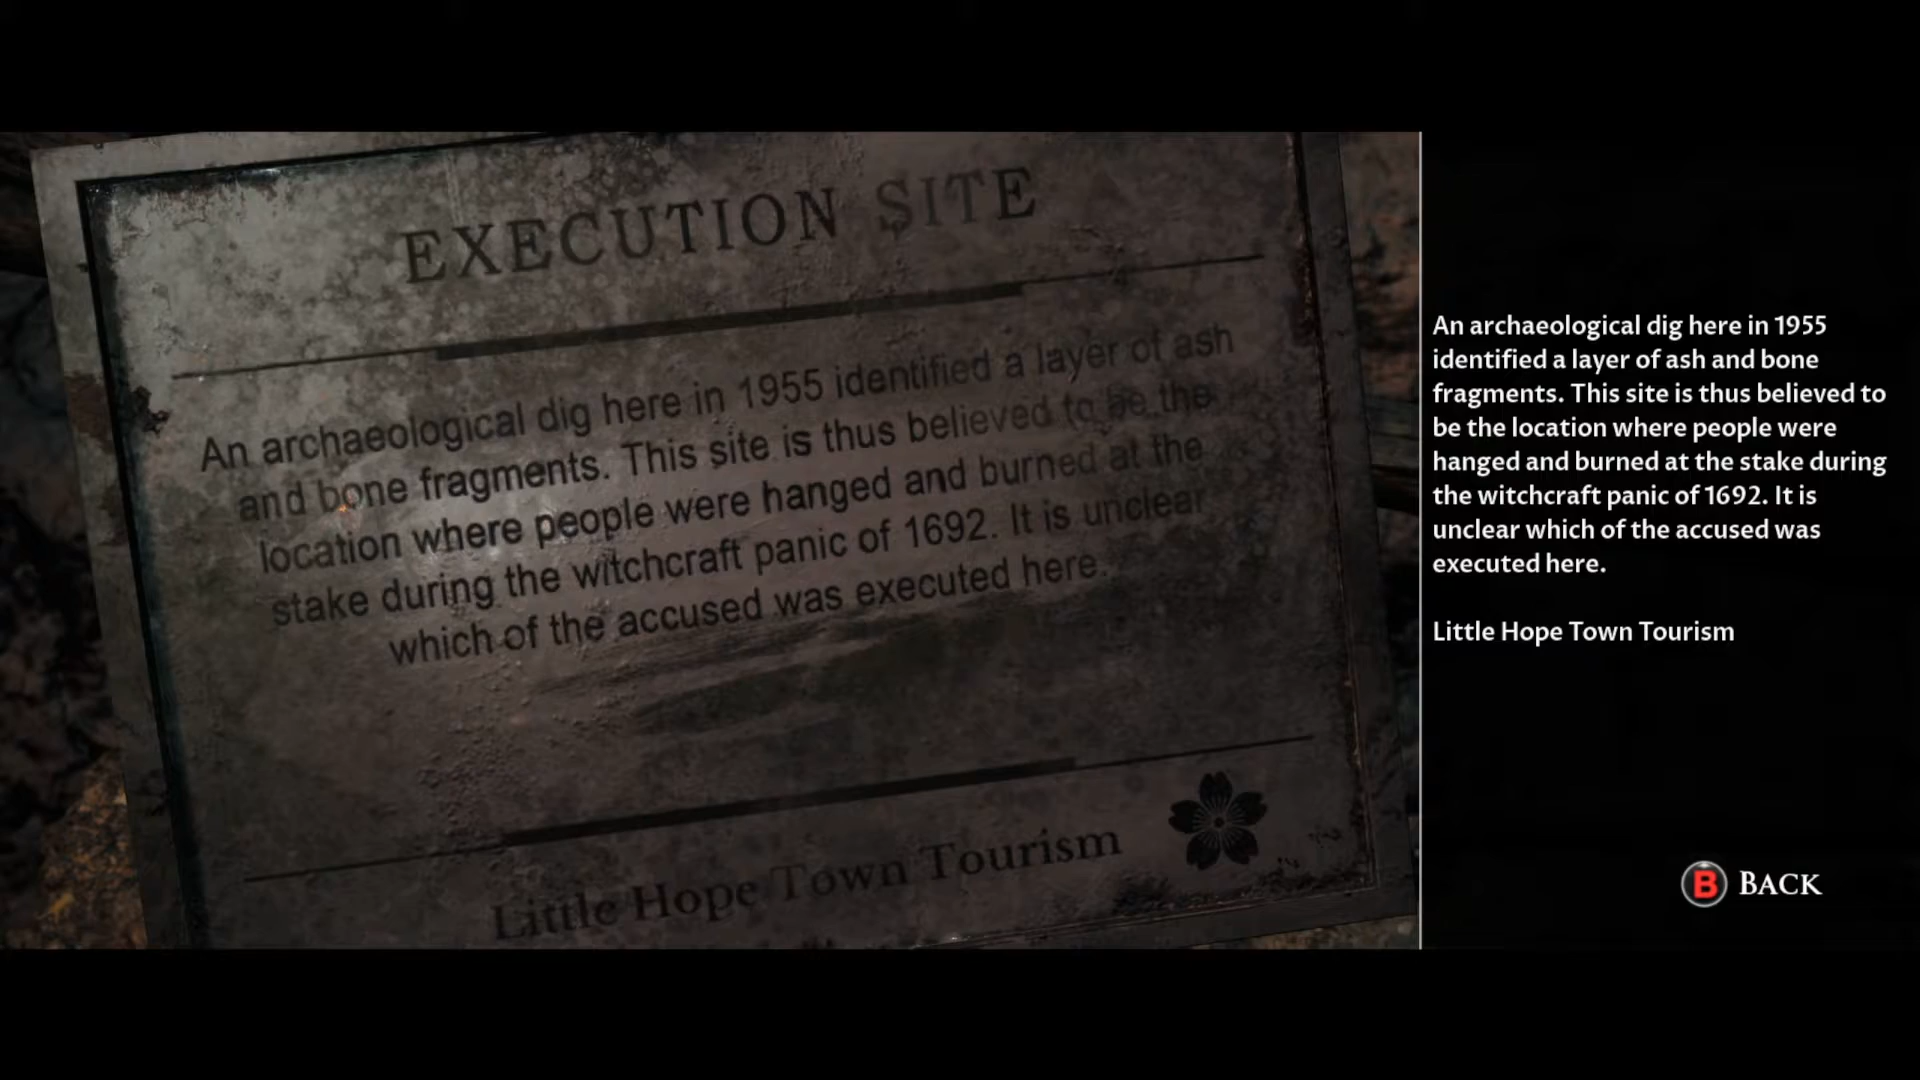 EXECUTION SITE
An archaeological dig here in 1955 identified a layer of ash
and bone fragments. This site is thus believed to be the
location where people were hanged and burned at the
stake during the witchcraft panic of 1692. It is unclear
which of the accused was executed here.
Little Hope Town Tourism
An archaeological dig here in 1955
identified a layer of ash and bone
fragments. This site is thus believed to
be the location where people were
hanged and burned at the stake during
the witchcraft panic of 1692. It is
unclear which of the accused was
executed here.
Little Hope Town Tourism
B BACK